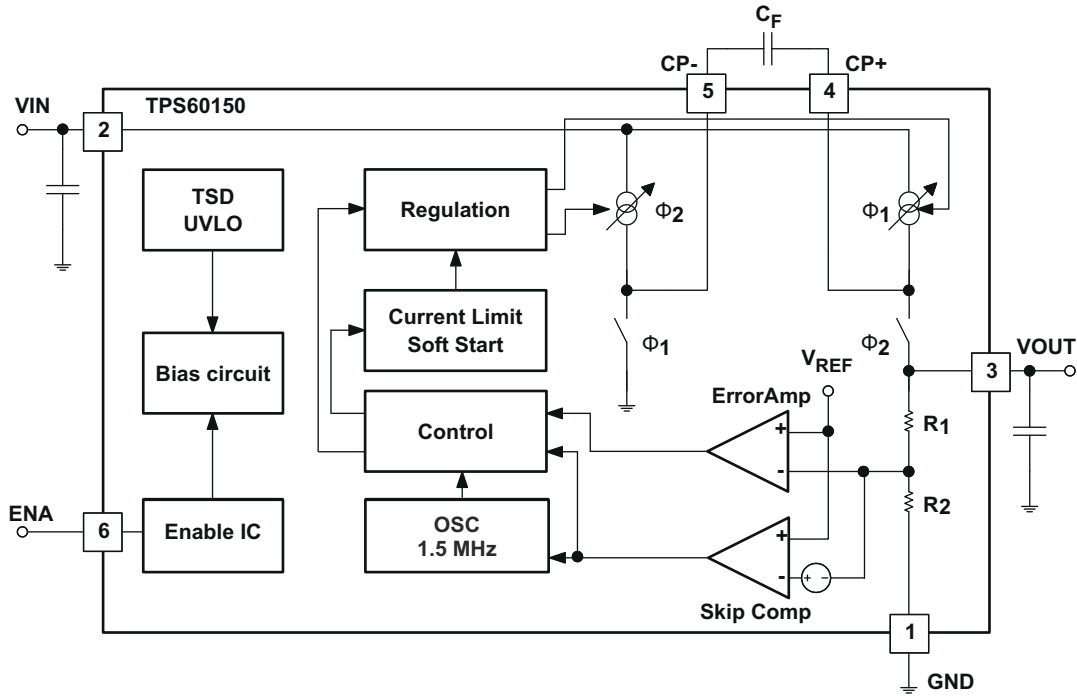 C_F
CP-
CP+
5
4
VIN
TPS60150
2
TSD
UVLO
Regulation
Φ2
Φ1
Current Limit
Soft Start
Bias circuit
Φ1
Φ2
V_REF
VOUT
3
ErrorAmp
Control
+
-
R1
R2
ENA
6
Enable IC
OSC
1.5 MHz
+
-
+ -
Skip Comp
1
GND